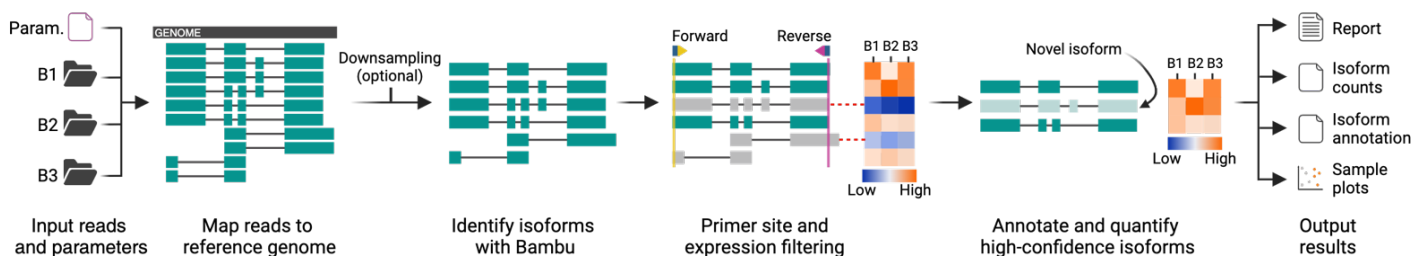 Param.
B1
B2
B3
Input reads
and parameters
GENOME
Map reads to
reference genome
Downsampling
(optional)
Identify isoforms
with Bambu
Forward
Reverse
B1 B2 B3
Low
High
Primer site and
expression filtering
Novel isoform
B1 B2 B3
Low
High
Annotate and quantify
high-confidence isoforms
Report
Isoform
counts
Isoform
annotation
Sample
plots
Output
results